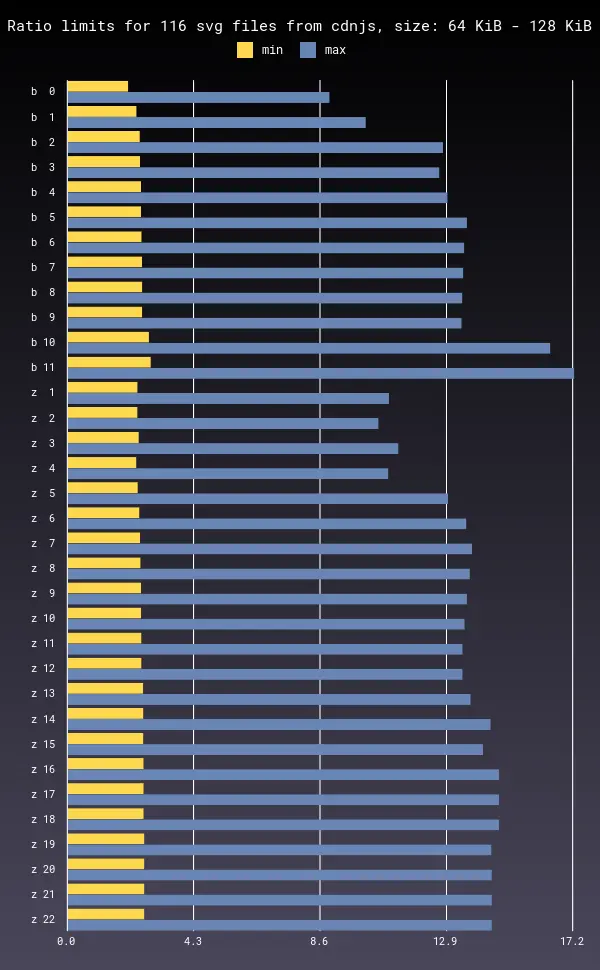 Ratio limits for 116 svg files from cdnjs, size: 64 KiB - 128 KiB
min max
b 0
b 1
b 2
b 3
b 4
b 5
b 6
b 7
b 8
b 9
b 10
b 11
z 1
z 2
z 3
z 4
z 5
z 6
z 7
z 8
z 9
z 10
z 11
z 12
z 13
z 14
z 15
z 16
z 17
z 18
z 19
z 20
z 21
z 22
0.0 4.3 8.6 12.9 17.2